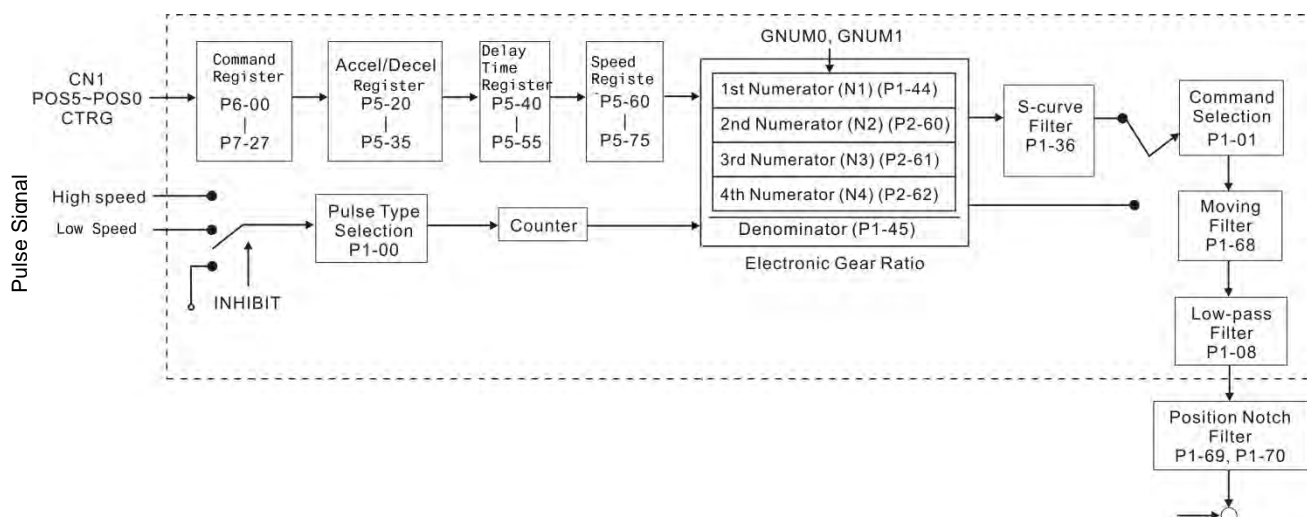 GNUM0, GNUM1
CN1
POS5~POS0
CTRG
Command
Register
P6-00
P7-27
Accel/Decel
Register
P5-20
P5-35
Delay
Time
Register
P5-40
P5-55
Speed
Registe
P5-60
P5-75
1st Numerator (N1) (P1-44)
2nd Numerator (N2) (P2-60)
3rd Numerator (N3) (P2-61)
4th Numerator (N4) (P2-62)
Denominator (P1-45)
Electronic Gear Ratio
S-curve
Filter
P1-36
Command
Selection
P1-01
Pulse Signal
High speed
Low Speed
INHIBIT
Pulse Type
Selection
P1-00
Counter
Moving
Filter
P1-68
Low-pass
Filter
P1-08
Position Notch
Filter
P1-69, P1-70